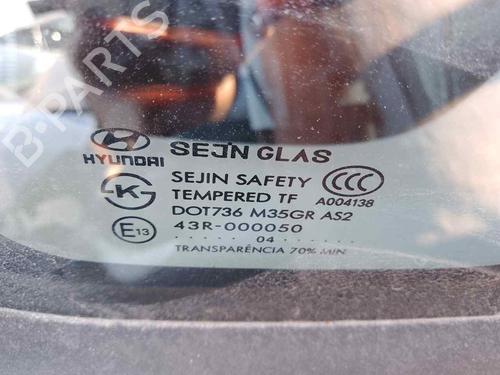 B-PARTS
HYUNDAI
SEJN GLAS
SEJIN SAFETY
CCC
TEMPERED TF
A004138
K
DOT736 M35GR AS2
E13
43R-000050
04
TRANSPARÊNCIA 70% MIN